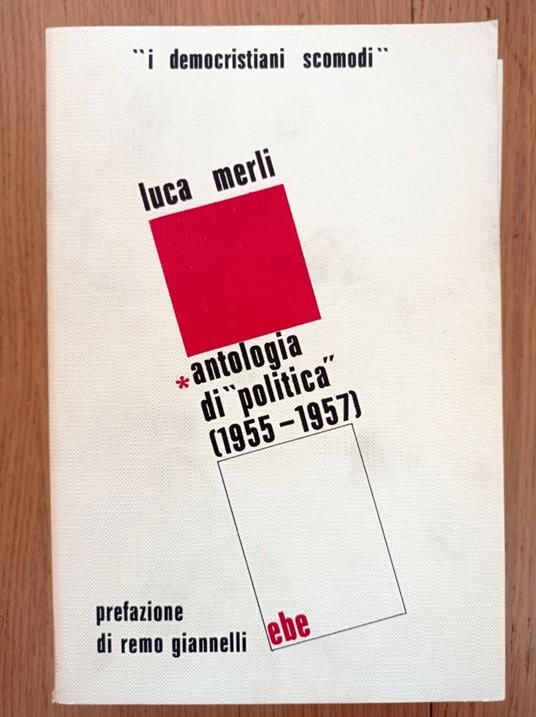 "i democristiani scomodi"
luca merli
*antologia
di "politica"
(1955-1957)
prefazione
di remo giannelli
ebe